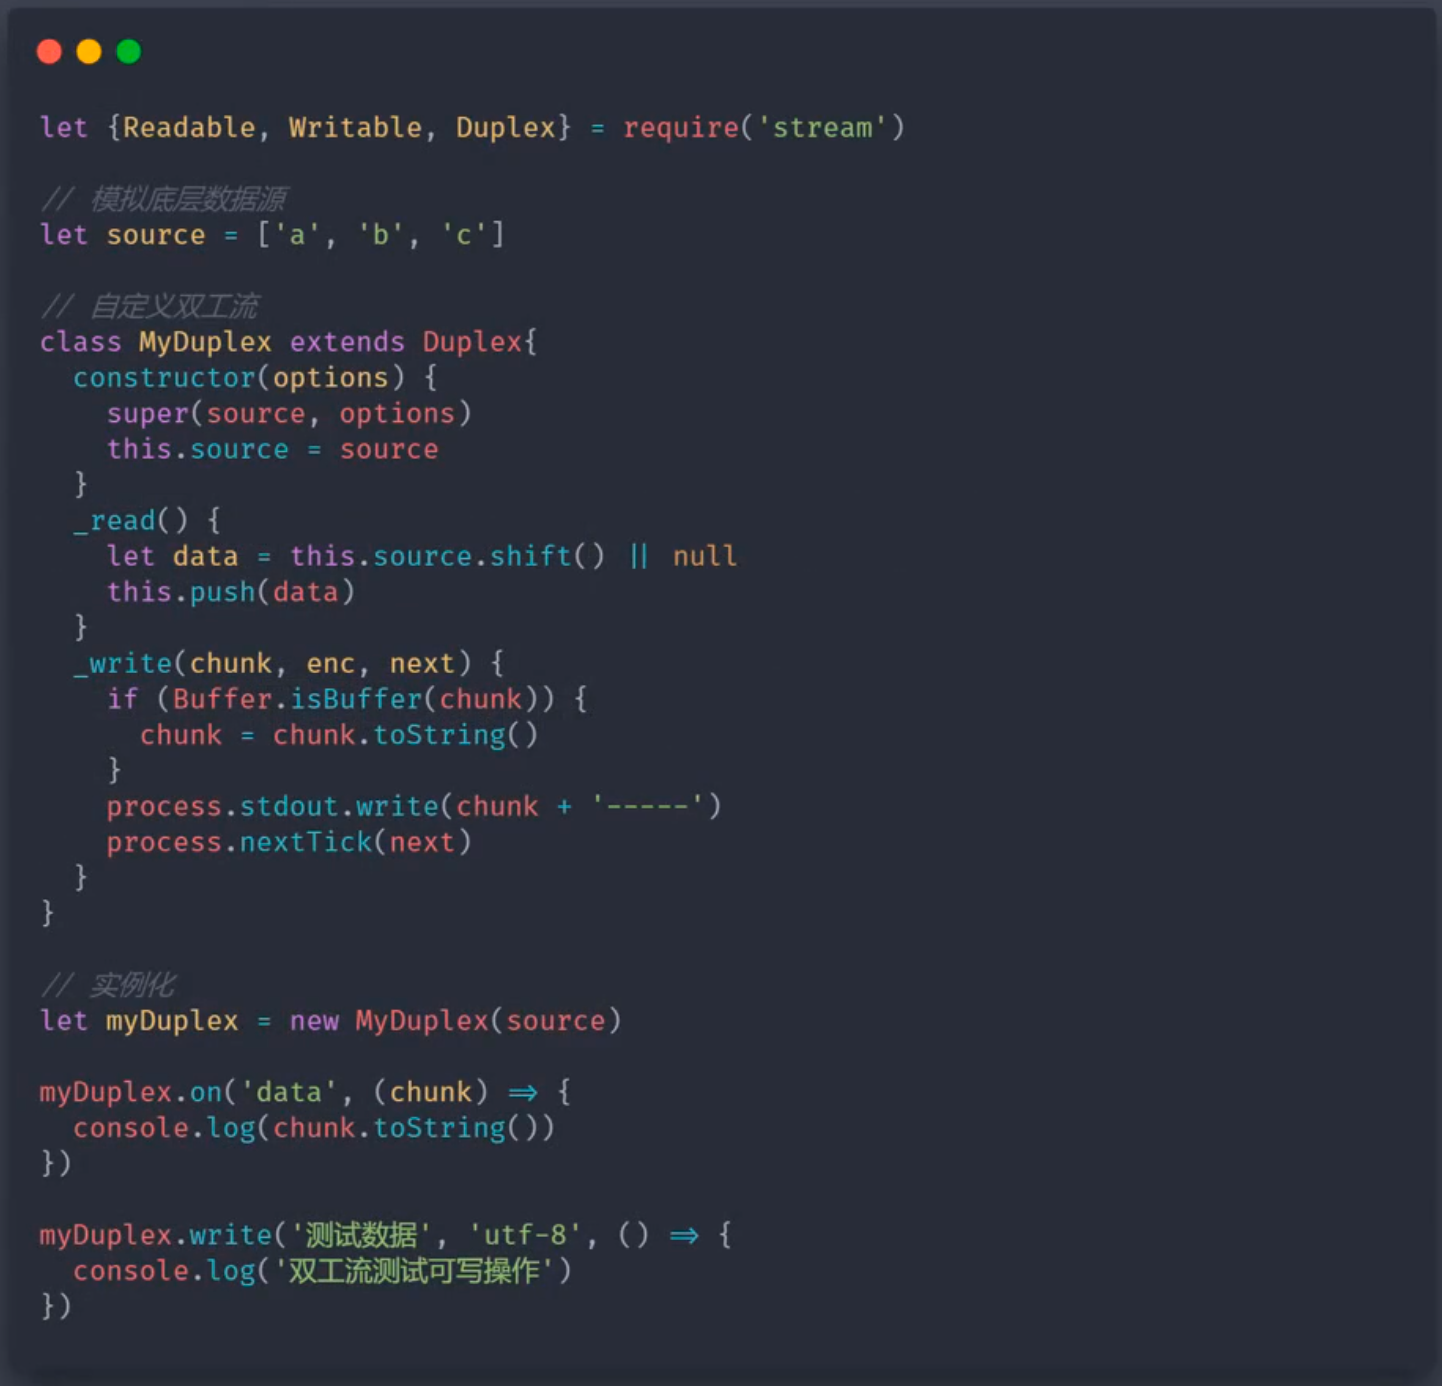 let {Readable, Writable, Duplex} = require('stream')
// 模拟底层数据源
let source = ['a', 'b', 'c']
// 自定义双工流
class MyDuplex extends Duplex{
  constructor(options) {
    super(source, options)
    this.source = source
  }
  _read() {
    let data = this.source.shift() || null
    this.push(data)
  }
  _write(chunk, enc, next) {
    if (Buffer.isBuffer(chunk)) {
      chunk = chunk.toString()
    }
    process.stdout.write(chunk + '-----')
    process.nextTick(next)
  }
}
// 实例化
let myDuplex = new MyDuplex(source)
myDuplex.on('data', (chunk) => {
  console.log(chunk.toString())
})
myDuplex.write('测试数据', 'utf-8', () => {
  console.log('双工流测试可写操作')
})